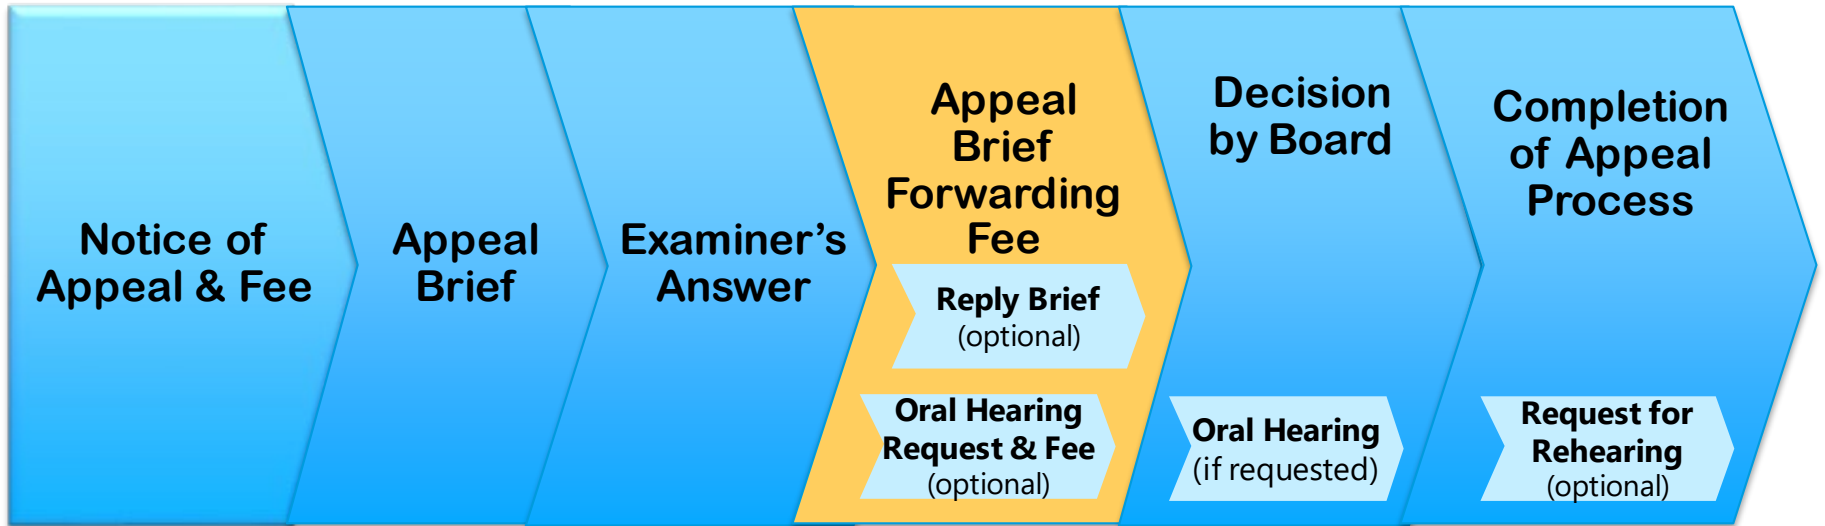 Notice of
Appeal & Fee
Appeal
Brief
Examiner’s
Answer
Appeal
Brief
Forwarding
Fee
Reply Brief
(optional)
Oral Hearing
Request & Fee
(optional)
Decision
by Board
Oral Hearing
(if requested)
Completion
of Appeal
Process
Request for
Rehearing
(optional)